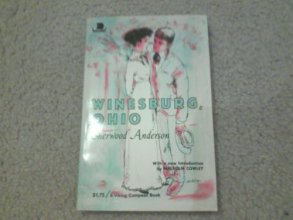 WINESBURG,
OHIO
Sherwood Anderson
With a new introduction
by MALCOLM COWLEY
$1.75 / A Viking Compass Book